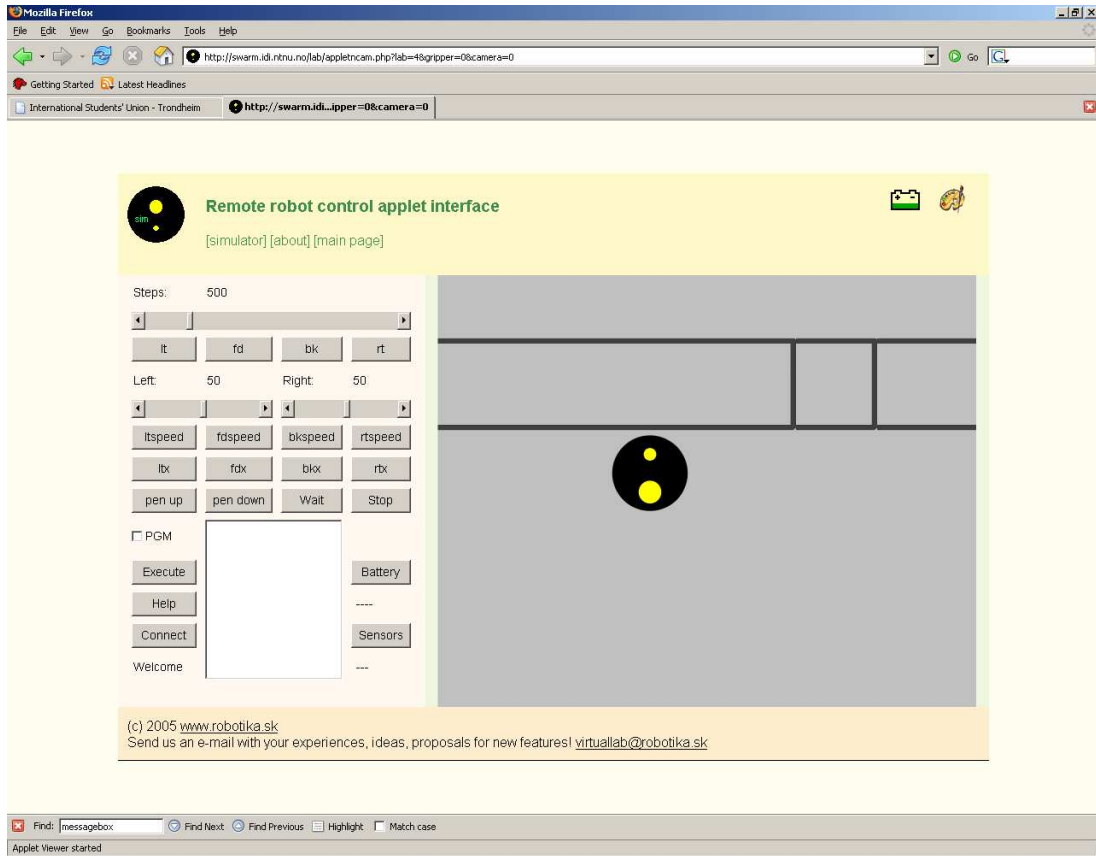 Mozilla Firefox
File Edit View Go Bookmarks Tools Help
http://swarm.idi.ntnu.no/lab/appletncam.php?lab=4&gripper=0&camera=0 Go G
Getting Started Latest Headlines
International Students' Union - Trondheim http://swarm.idi...ipper=0&camera=0
sim
Remote robot control applet interface
[simulator] [about] [main page]
Steps: 500
lt fd bk rt
Left: 50 Right: 50
ltspeed fdspeed bkspeed rtspeed
ltx fdx bkx rtx
pen up pen down Wait Stop
PGM
Execute Battery
Help ----
Connect Sensors
Welcome ---
(c) 2005 www.robotika.sk
Send us an e-mail with your experiences, ideas, proposals for new features! virtuallab@robotika.sk
Find: messagebox Find Next Find Previous Highlight Match case
Applet Viewer started